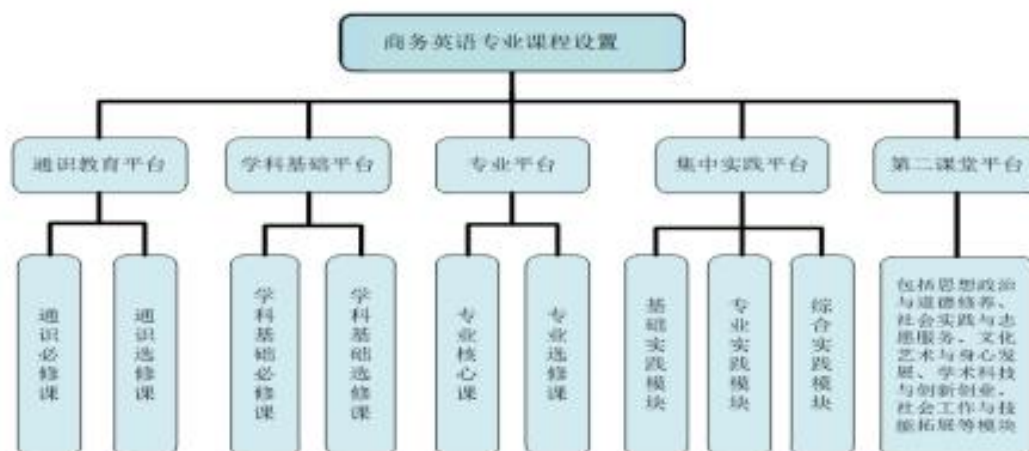 商务英语专业课程设置
通识教育平台
学科基础平台
专业平台
集中实践平台
第二课堂平台
通识必修课
通识选修课
学科基础必修课
学科基础选修课
专业核心课
专业选修课
基础实践模块
专业实践模块
综合实践模块
包括思想政治
与道德修养、
社会实践与志
愿服务、文化
艺术与身心发
展、学术科技
与创新创业、
社会工作与技
能拓展等模块